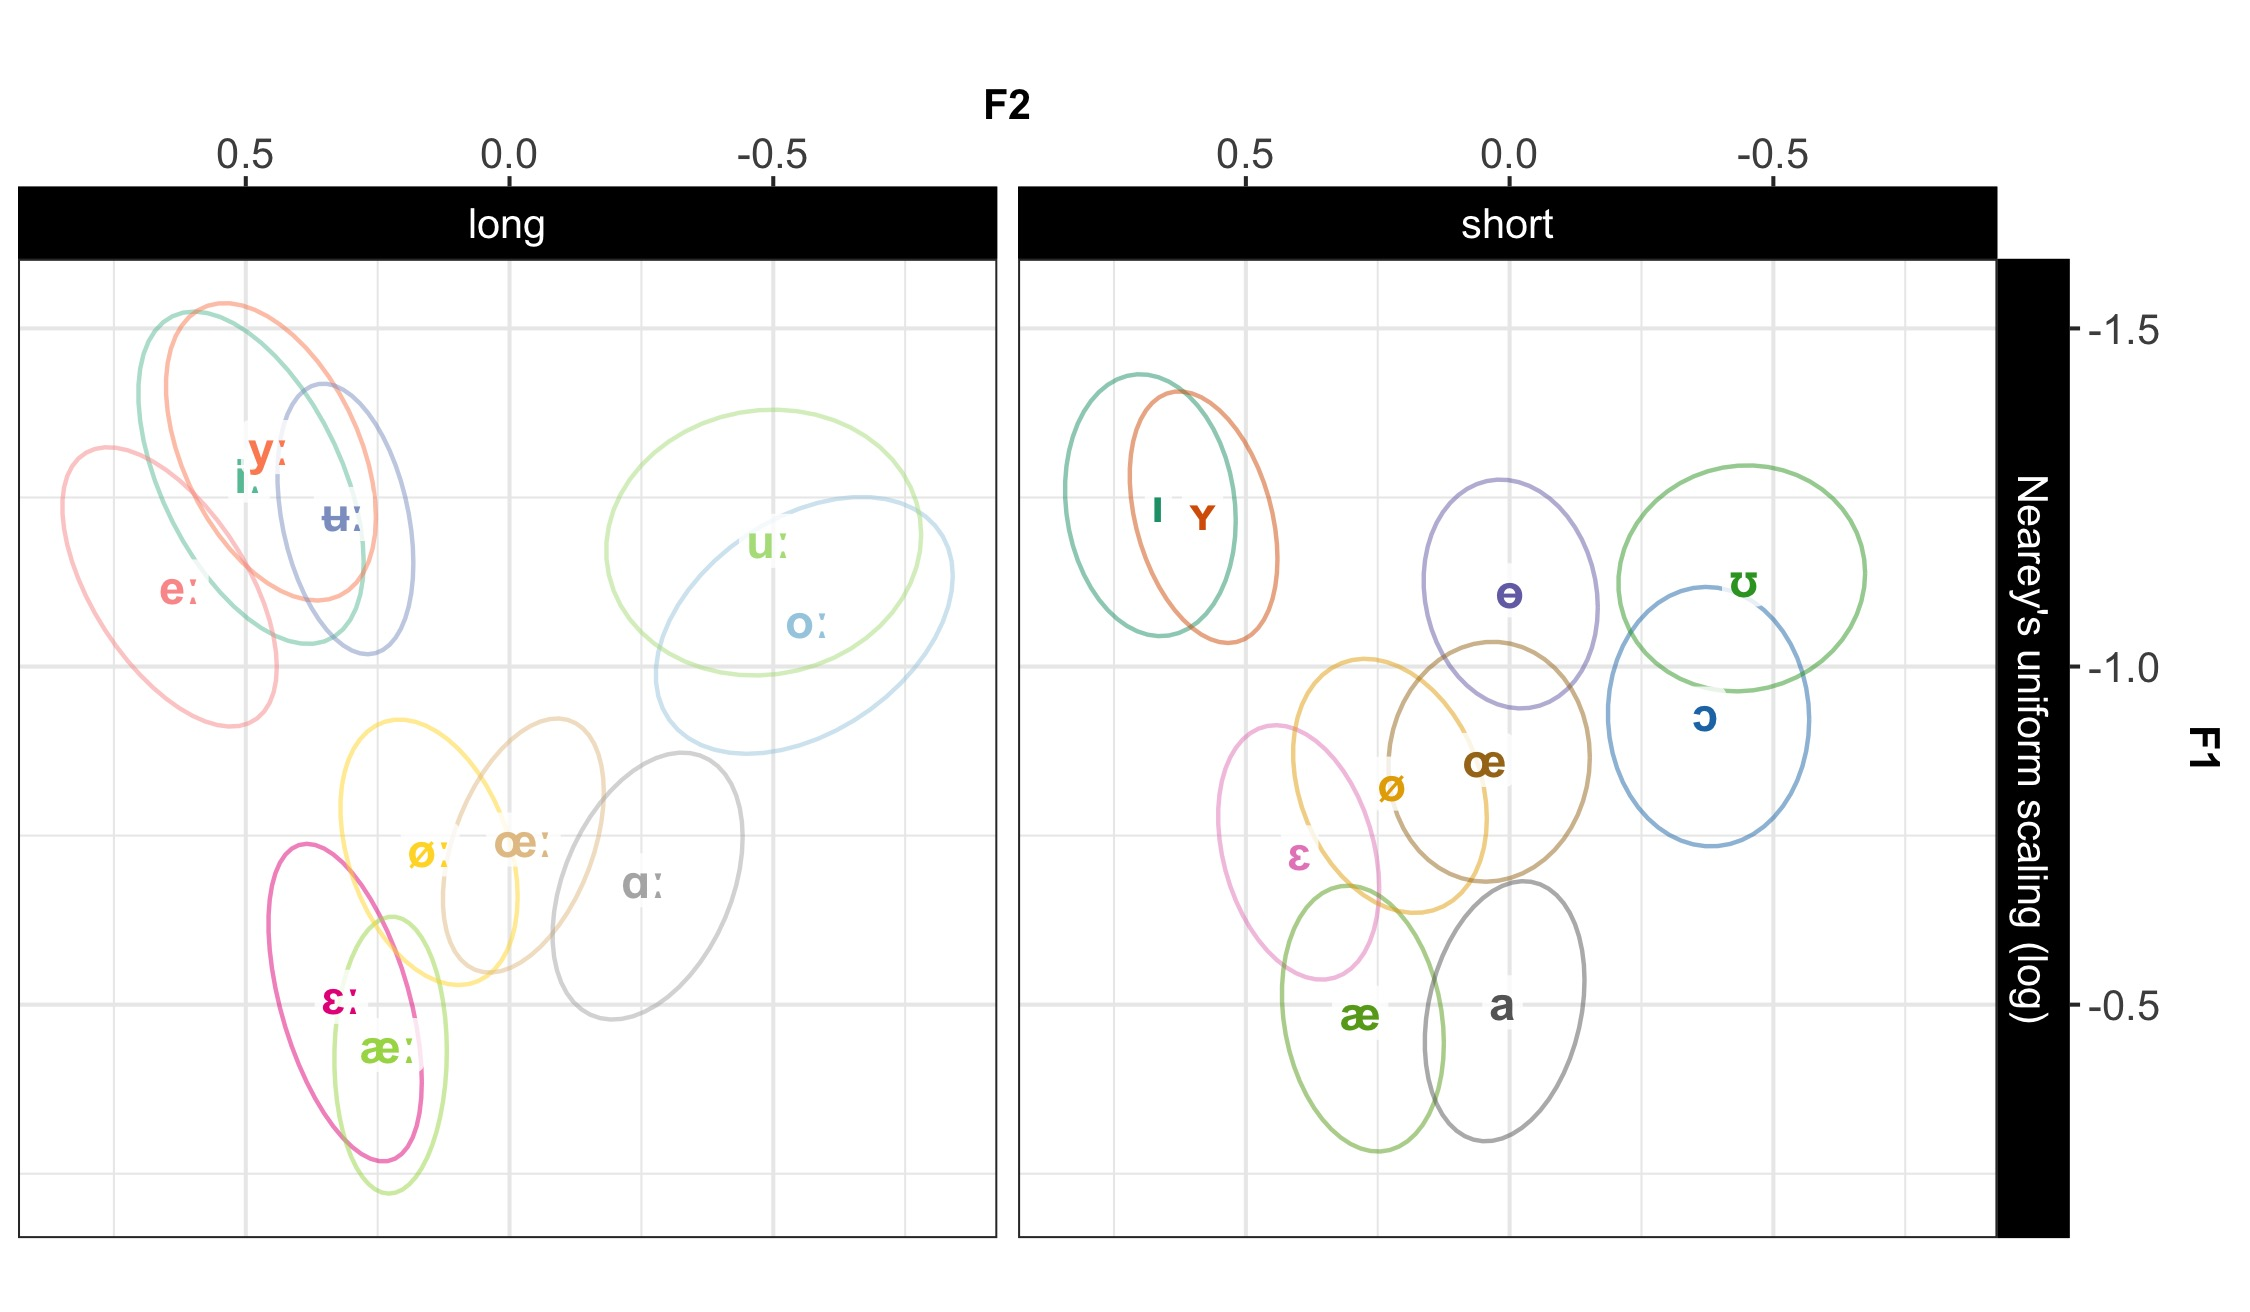 F2
0.5 0.0 -0.5 0.5 0.0 -0.5
long short
-1.5
yː
iː
ɪ
ʏ
ʉː
uː
eː
ɵ
ʊ
oː
-1.0
ɔ
œ
ø
øː
œː
ɛ
ɑː
ɛː
æː
æ
a
-0.5
Nearey's uniform scaling (log)
F1